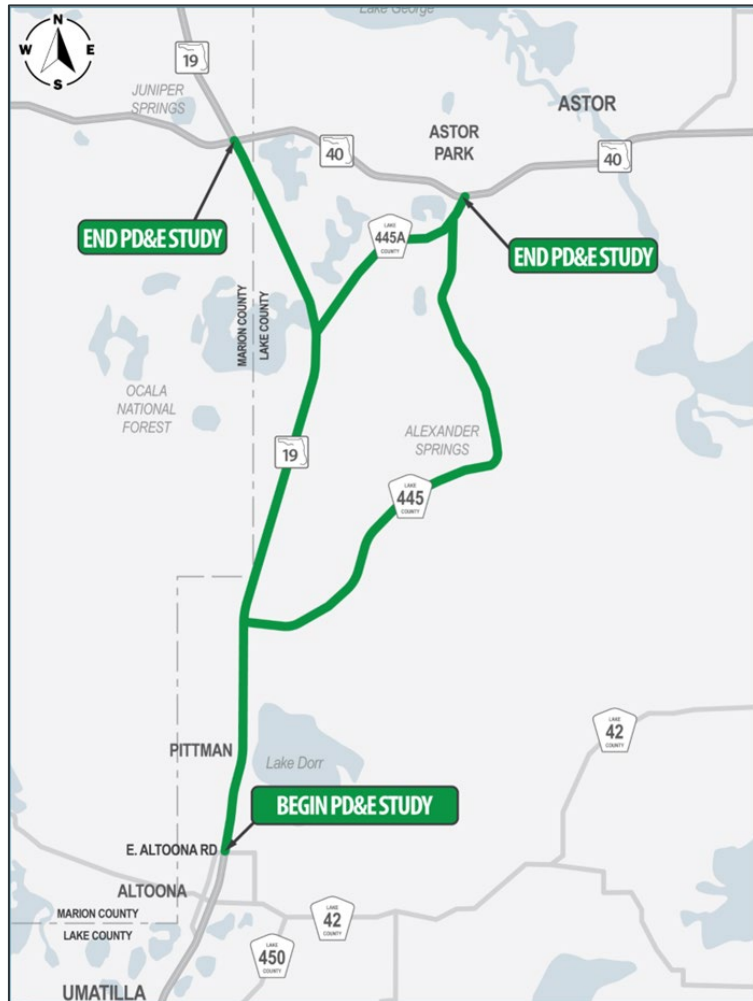 Lake George
N
W
E
S
19
JUNIPER
SPRINGS
ASTOR
ASTOR
PARK
40
40
END PD&E STUDY
LAKE
445A
COUNTY
END PD&E STUDY
MARION COUNTY
LAKE COUNTY
OCALA
NATIONAL
FOREST
ALEXANDER
SPRINGS
19
LAKE
445
COUNTY
LAKE
42
COUNTY
PITTMAN
Lake Dorr
BEGIN PD&E STUDY
E. ALTOONA RD
ALTOONA
MARION COUNTY
LAKE COUNTY
LAKE
42
COUNTY
LAKE
450
COUNTY
UMATILLA